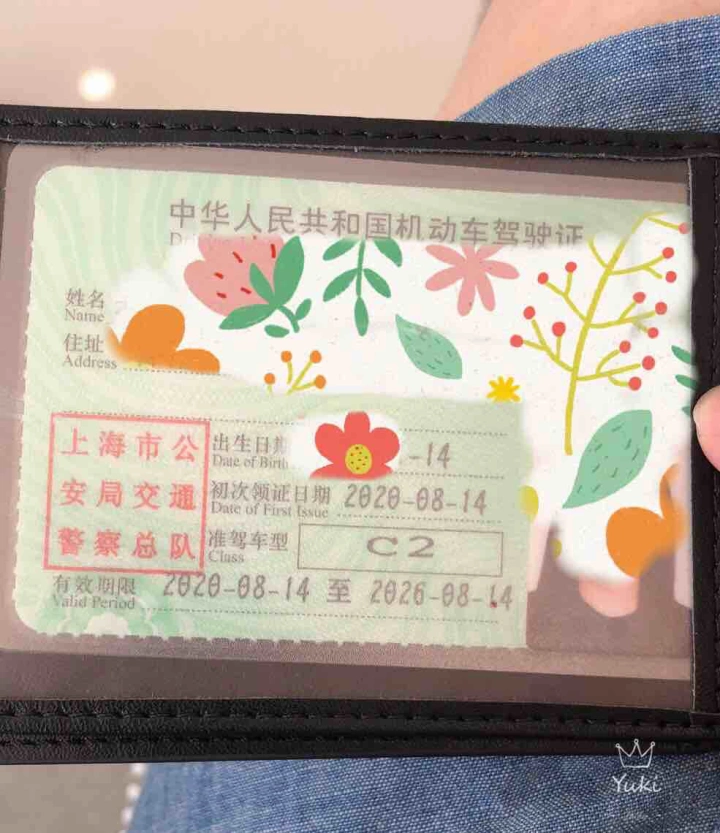 中华人民共和国机动车驾驶证
姓名
Name
住址
Address
上海市公
安局交通
警察总队
出生日期
Date of Birth
-14
初次领证日期 2020-08-14
Date of First Issue
准驾车型 C2
Class
有效期限 2020-08-14 至 2026-08-14
Valid Period
Yuki